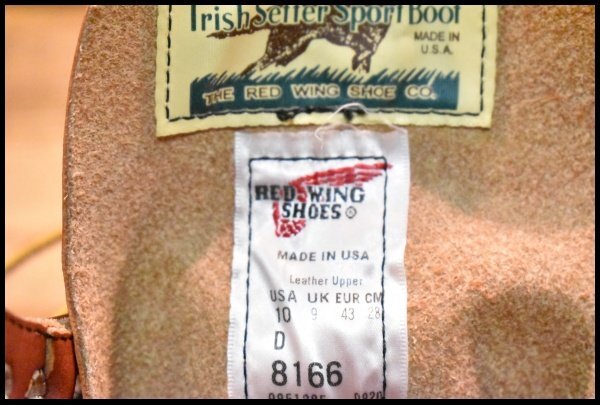 Irish Setter Sport Boot
MADE IN
U.S.A.
THE RED WING SHOE CO.
RED WING
SHOES
MADE IN USA
Leather Upper
USA UK EUR CM
10 9 43 28
D
8166